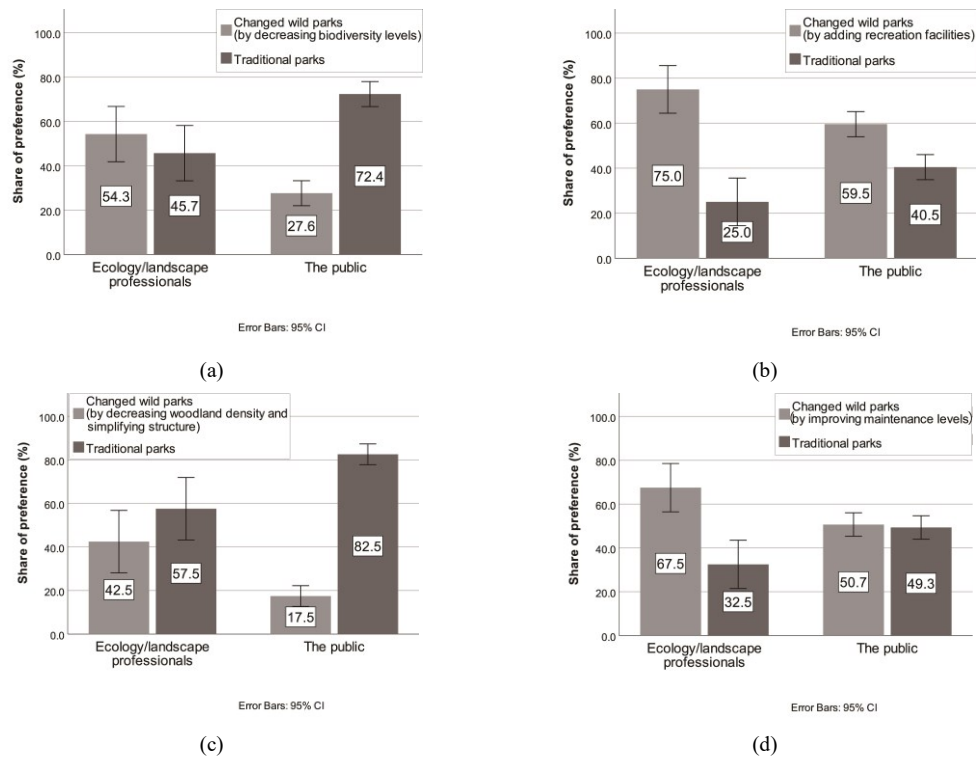 Changed wild parks
(by decreasing biodiversity levels)
Traditional parks
Share of preference (%)
100.0
80.0
60.0
40.0
20.0
0.0
54.3
45.7
27.6
72.4
Ecology/landscape
professionals
The public
Error Bars: 95% CI
(a)
Changed wild parks
(by adding recreation facilities)
Traditional parks
Share of preference (%)
100.0
80.0
60.0
40.0
20.0
0.0
75.0
25.0
59.5
40.5
Ecology/landscape
professionals
The public
Error Bars: 95% CI
(b)
Changed wild parks
(by decreasing woodland density and
simplifying structure)
Traditional parks
Share of preference (%)
100.0
80.0
60.0
40.0
20.0
0.0
42.5
57.5
17.5
82.5
Ecology/landscape
professionals
The public
Error Bars: 95% CI
(c)
Changed wild parks
(by improving maintenance levels)
Traditional parks
Share of preference (%)
100.0
80.0
60.0
40.0
20.0
0.0
67.5
32.5
50.7
49.3
Ecology/landscape
professionals
The public
Error Bars: 95% CI
(d)